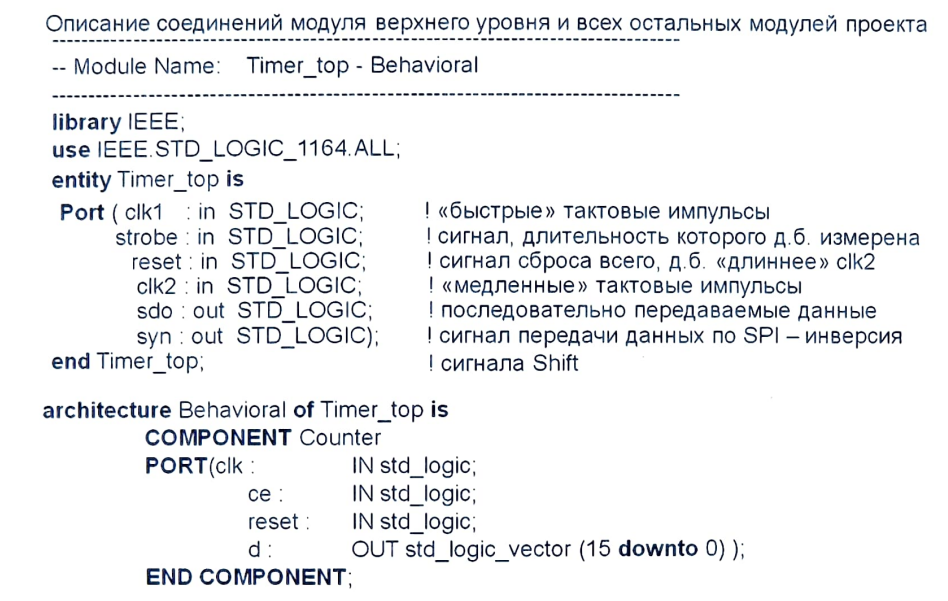 Описание соединений модуля верхнего уровня и всех остальных модулей проекта
--------------------------------------------------------------------------------
-- Module Name: Timer_top - Behavioral
--------------------------------------------------------------------------------
library IEEE;
use IEEE.STD_LOGIC_1164.ALL;
entity Timer_top is
Port ( clk1 : in STD_LOGIC; ! «быстрые» тактовые импульсы
strobe : in STD_LOGIC; ! сигнал, длительность которого д.б. измерена
reset : in STD_LOGIC; ! сигнал сброса всего, д.б. «длиннее» clk2
clk2 : in STD_LOGIC; ! «медленные» тактовые импульсы
sdo : out STD_LOGIC; ! последовательно передаваемые данные
syn : out STD_LOGIC); ! сигнал передачи данных по SPI – инверсия
end Timer_top; ! сигнала Shift
architecture Behavioral of Timer_top is
COMPONENT Counter
PORT(clk : IN std_logic;
ce : IN std_logic;
reset : IN std_logic;
d : OUT std_logic_vector (15 downto 0) );
END COMPONENT;